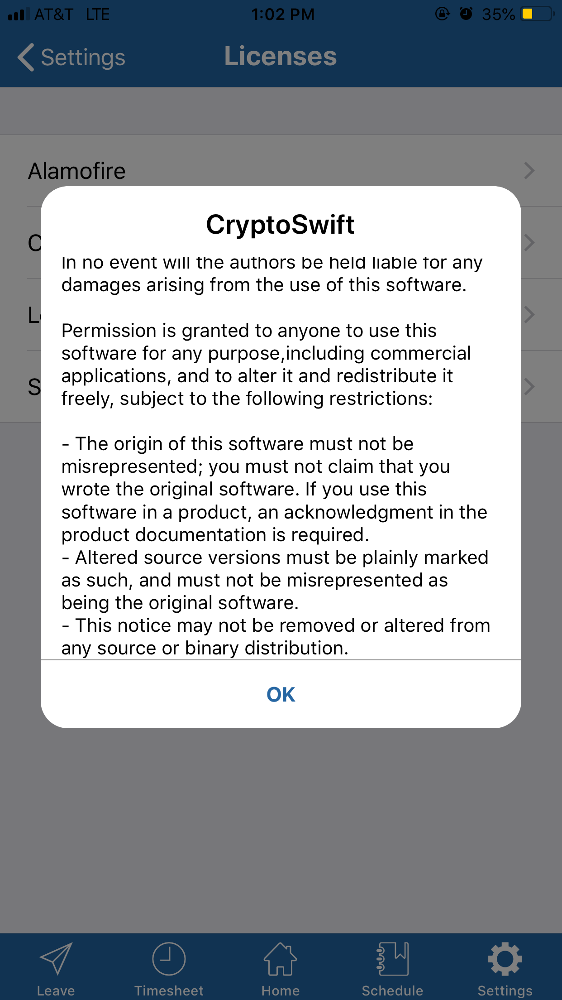 AT&T LTE 1:02 PM 35%
Settings Licenses
Alamofire
CryptoSwift
In no event will the authors be held liable for any
damages arising from the use of this software.
Permission is granted to anyone to use this
software for any purpose,including commercial
applications, and to alter it and redistribute it
freely, subject to the following restrictions:
- The origin of this software must not be
misrepresented; you must not claim that you
wrote the original software. If you use this
software in a product, an acknowledgment in the
product documentation is required.
- Altered source versions must be plainly marked
as such, and must not be misrepresented as
being the original software.
- This notice may not be removed or altered from
any source or binary distribution.
OK
Leave Timesheet Home Schedule Settings